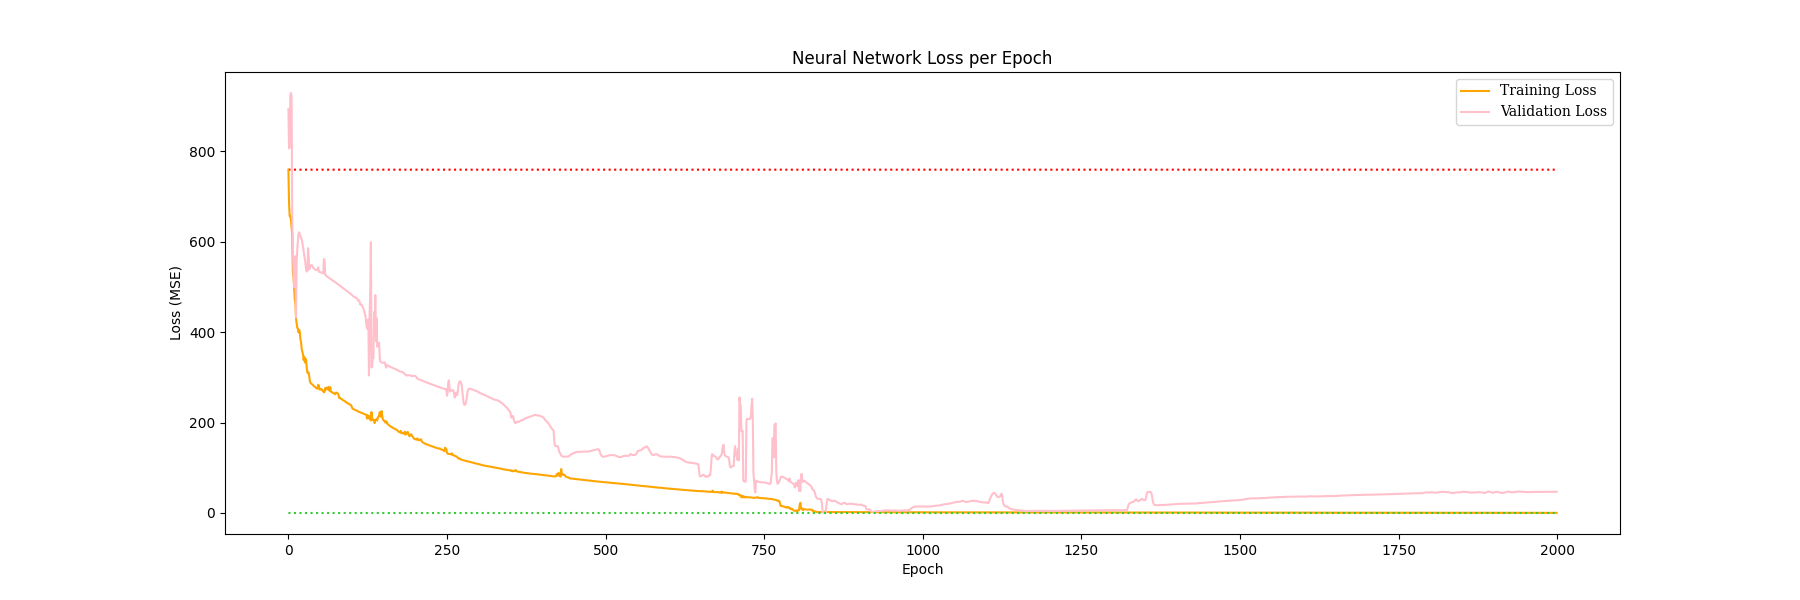 Neural Network Loss per Epoch
Training Loss
Validation Loss
800
600
400
200
0
Loss (MSE)
0 250 500 750 1000 1250 1500 1750 2000
Epoch